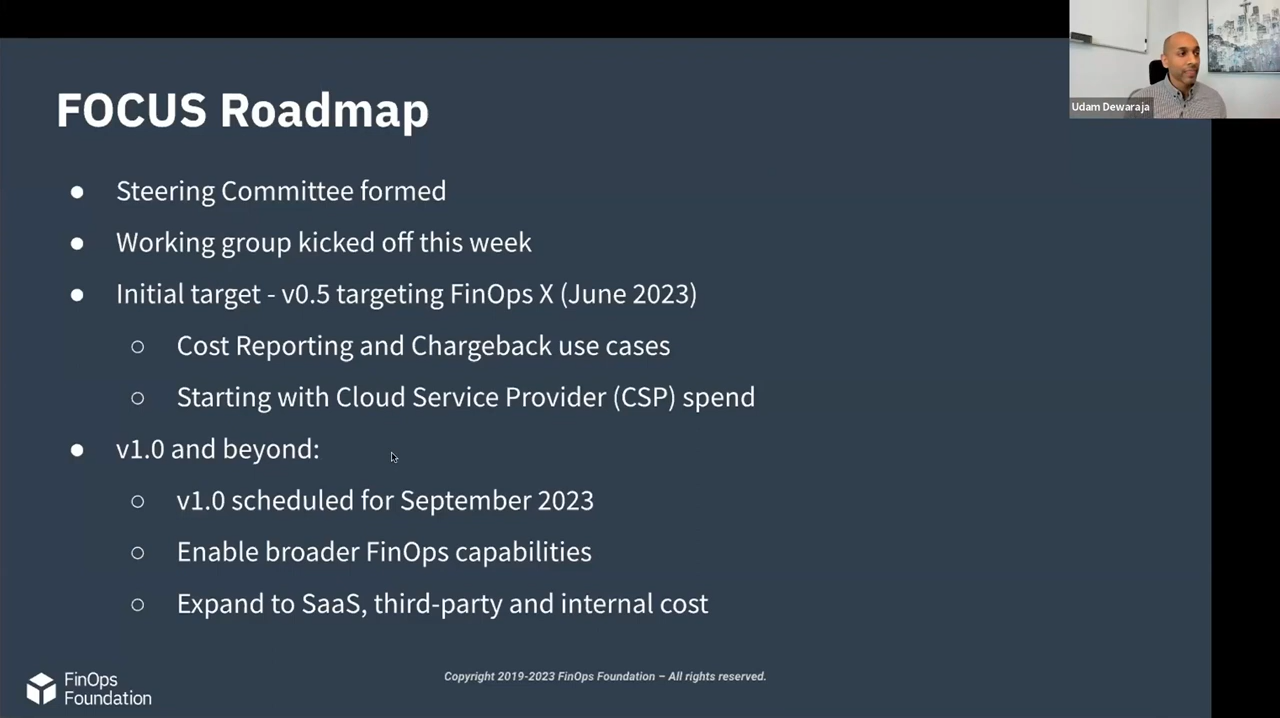 Udam Dewaraja
FOCUS Roadmap
● Steering Committee formed
● Working group kicked off this week
● Initial target - v0.5 targeting FinOps X (June 2023)
○ Cost Reporting and Chargeback use cases
○ Starting with Cloud Service Provider (CSP) spend
● v1.0 and beyond:
○ v1.0 scheduled for September 2023
○ Enable broader FinOps capabilities
○ Expand to SaaS, third-party and internal cost
FinOps
Foundation
Copyright 2019-2023 FinOps Foundation – All rights reserved.